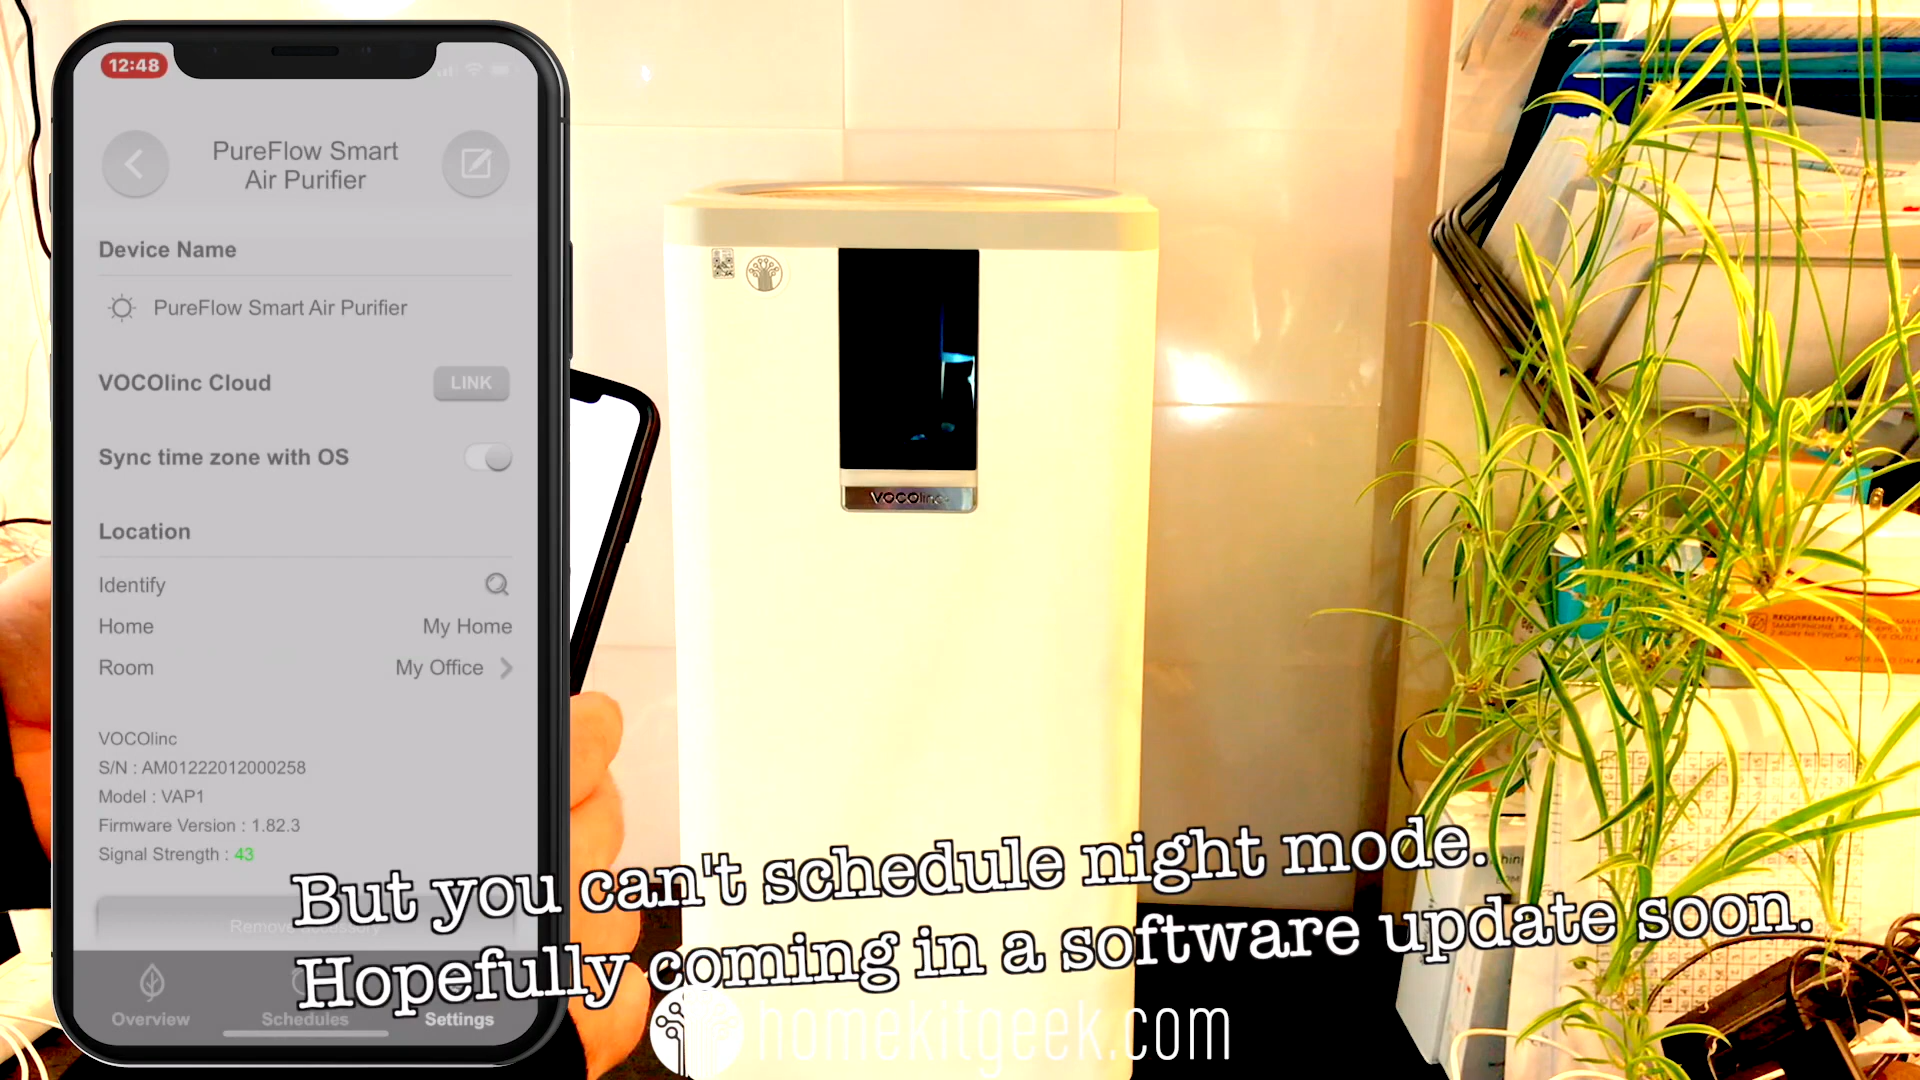 12:48
PureFlow Smart
Air Purifier
Device Name
PureFlow Smart Air Purifier
VOCOlinc Cloud
LINK
Sync time zone with OS
Location
Identify
Home
My Home
Room
My Office
VOCOlinc
S/N : AM01222012000258
Model : VAP1
Firmware Version : 1.82.3
Signal Strength : 43
Remove accessory
Overview
Schedules
Settings
VOCOlinc
But you can't schedule night mode.
Hopefully coming in a software update soon.
homekitgeek.com
REQUIREMENTS